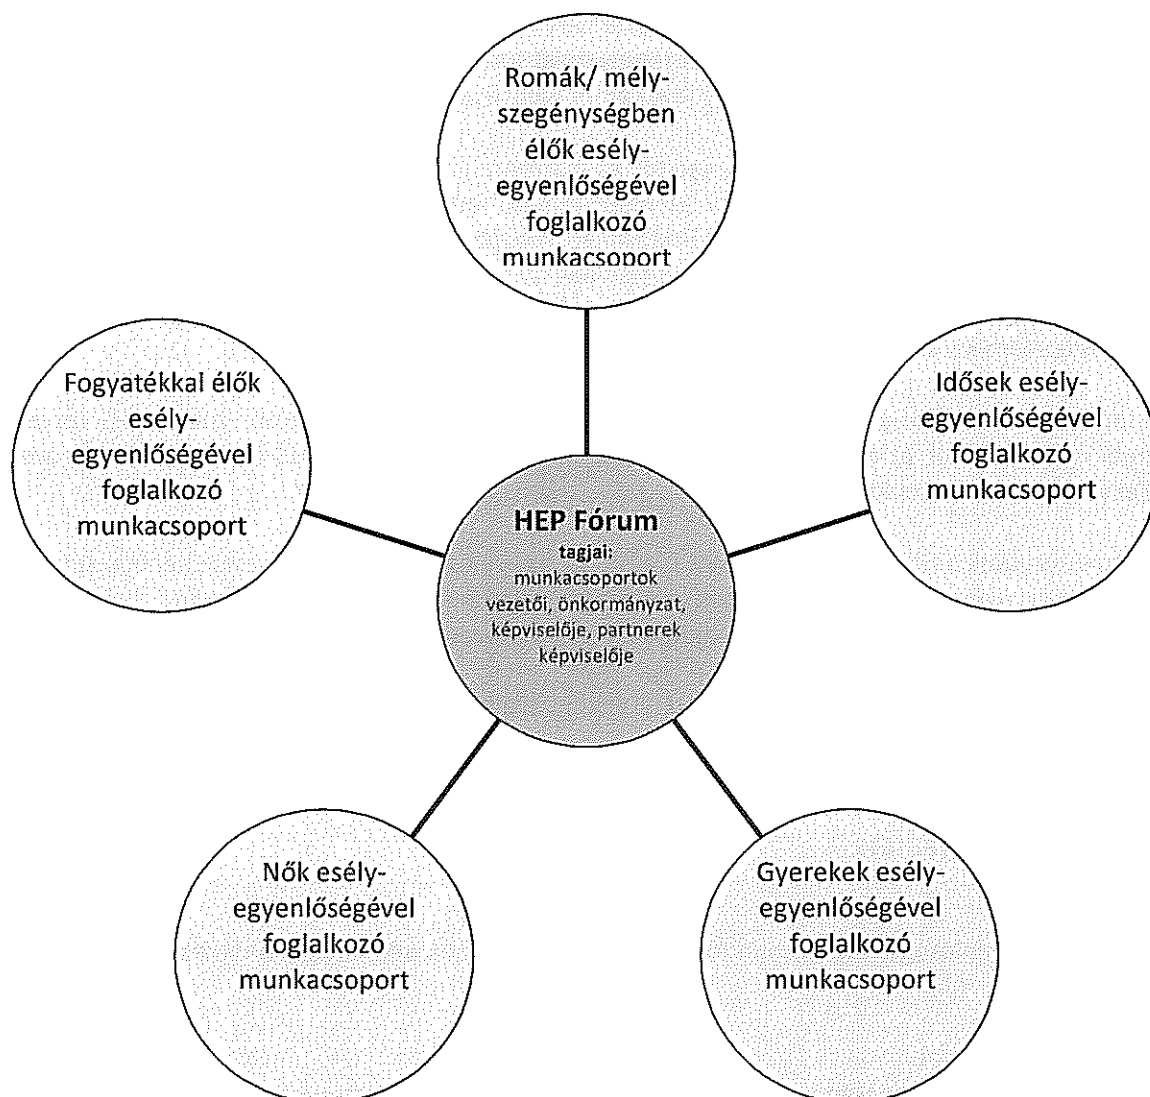 Romák/ mély-
szegénységben
élők esély-
egyenlőségével
foglalkozó
munkacsoport
Fogyatékkal élők
esély-
egyenlőségével
foglalkozó
munkacsoport
Idősek esély-
egyenlőségével
foglalkozó
munkacsoport
HEP Fórum
tagjai:
munkacsoportok
vezetői, önkormányzat,
képviselője, partnerek
képviselője
Nők esély-
egyenlőségével
foglalkozó
munkacsoport
Gyerekek esély-
egyenlőségével
foglalkozó
munkacsoport